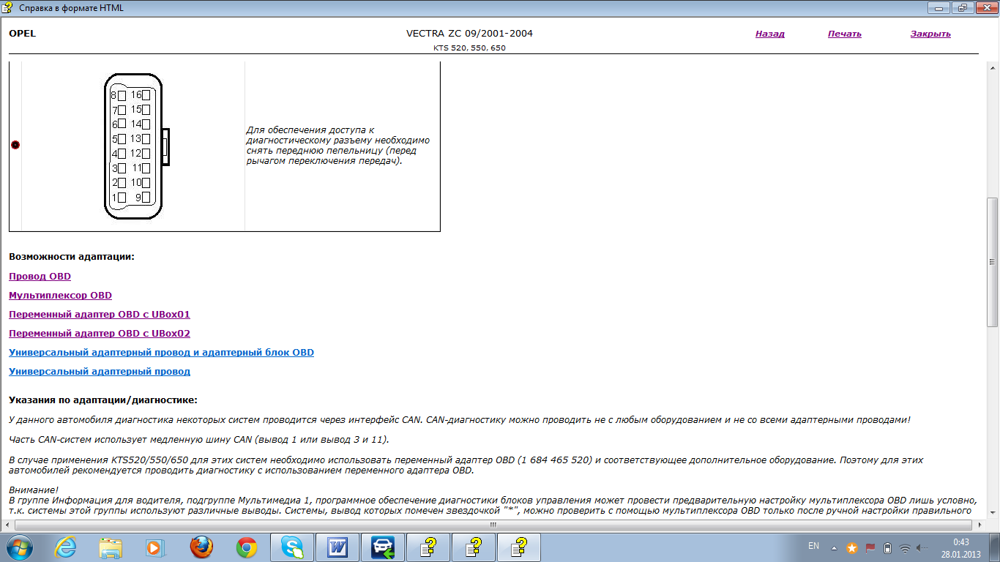 Справка в формате HTML
OPEL
VECTRA ZC 09/2001-2004
Назад
Печать
Закрыть
KTS 520, 550, 650
8 16
7 15
6 14
5 13
4 12
3 11
2 10
1 9
Для обеспечения доступа к
диагностическому разъему необходимо
снять переднюю пепельницу (перед
рычагом переключения передач).
Возможности адаптации:
Провод OBD
Мультиплексор OBD
Переменный адаптер OBD с UBox01
Переменный адаптер OBD с UBox02
Универсальный адаптерный провод и адаптерный блок OBD
Универсальный адаптерный провод
Указания по адаптации/диагностике:
У данного автомобиля диагностика некоторых систем проводится через интерфейс CAN. CAN-диагностику можно проводить не с любым оборудованием и не со всеми адаптерными проводами!
Часть CAN-систем использует медленную шину CAN (вывод 1 или вывод 3 и 11).
В случае применения KTS520/550/650 для этих систем необходимо использовать переменный адаптер OBD (1 684 465 520) и соответствующее дополнительное оборудование. Поэтому для этих
автомобилей рекомендуется проводить диагностику с использованием переменного адаптера OBD.
Внимание!
В группе Информация для водителя, подгруппе Мультимедиа 1, программное обеспечение диагностики блоков управления может провести предварительную настройку мультиплексора OBD лишь условно,
т.к. системы этой группы используют различные выводы. Системы, вывод которых помечен звездочкой "*", можно проверить с помощью мультиплексора OBD только после ручной настройки правильного
EN
0:43
28.01.2013